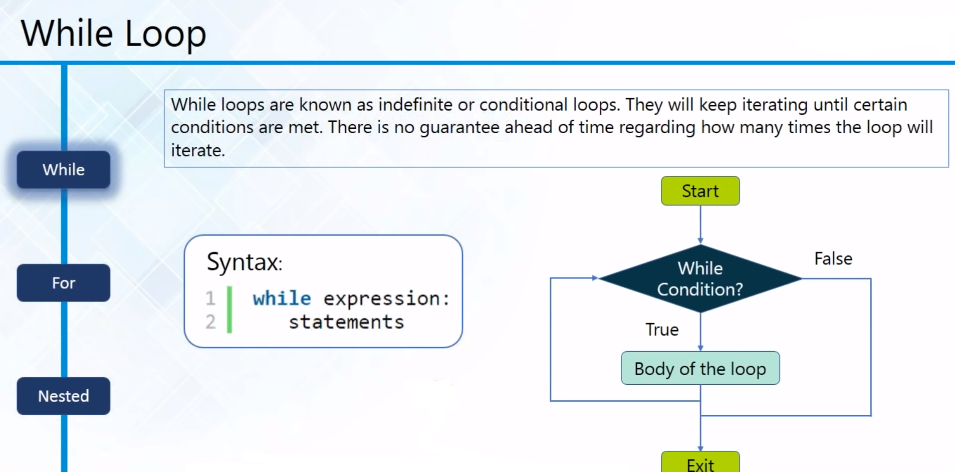 While Loop
While loops are known as indefinite or conditional loops. They will keep iterating until certain
conditions are met. There is no guarantee ahead of time regarding how many times the loop will
iterate.
While
For
Nested
Syntax:
1 while expression:
2 statements
Start
While
Condition?
False
True
Body of the loop
Exit